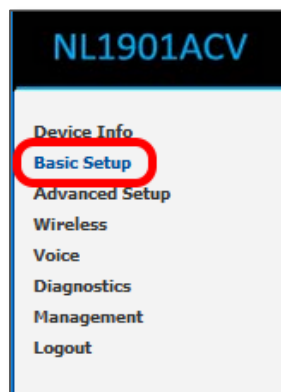 NL1901ACV
Device Info
Basic Setup
Advanced Setup
Wireless
Voice
Diagnostics
Management
Logout